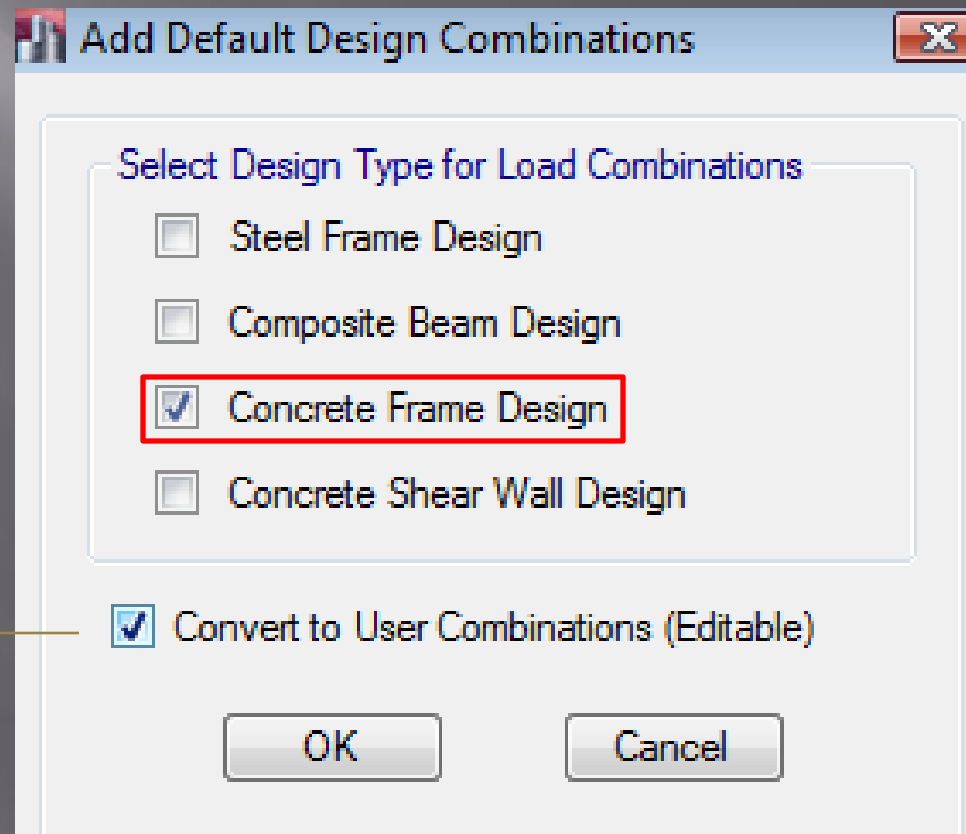 Add Default Design Combinations
Select Design Type for Load Combinations
Steel Frame Design
Composite Beam Design
Concrete Frame Design
Concrete Shear Wall Design
Convert to User Combinations (Editable)
OK Cancel